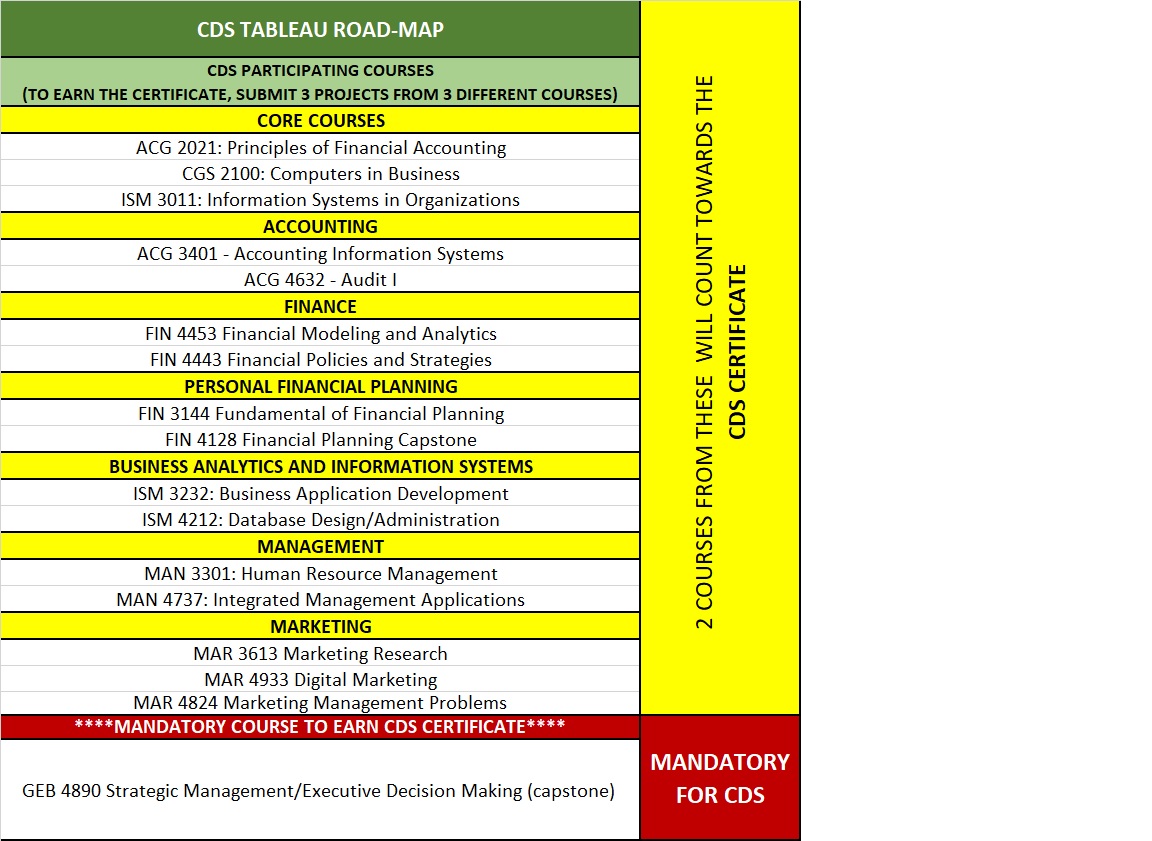 CDS TABLEAU ROAD-MAP
CDS PARTICIPATING COURSES
(TO EARN THE CERTIFICATE, SUBMIT 3 PROJECTS FROM 3 DIFFERENT COURSES)
CORE COURSES
ACG 2021: Principles of Financial Accounting
CGS 2100: Computers in Business
ISM 3011: Information Systems in Organizations
ACCOUNTING
ACG 3401 - Accounting Information Systems
ACG 4632 - Audit I
FINANCE
FIN 4453 Financial Modeling and Analytics
FIN 4443 Financial Policies and Strategies
PERSONAL FINANCIAL PLANNING
FIN 3144 Fundamental of Financial Planning
FIN 4128 Financial Planning Capstone
BUSINESS ANALYTICS AND INFORMATION SYSTEMS
ISM 3232: Business Application Development
ISM 4212: Database Design/Administration
MANAGEMENT
MAN 3301: Human Resource Management
MAN 4737: Integrated Management Applications
MARKETING
MAR 3613 Marketing Research
MAR 4933 Digital Marketing
MAR 4824 Marketing Management Problems
2 COURSES FROM THESE  WILL COUNT TOWARDS THE
CDS CERTIFICATE
****MANDATORY COURSE TO EARN CDS CERTIFICATE****
GEB 4890 Strategic Management/Executive Decision Making (capstone)
MANDATORY
FOR CDS